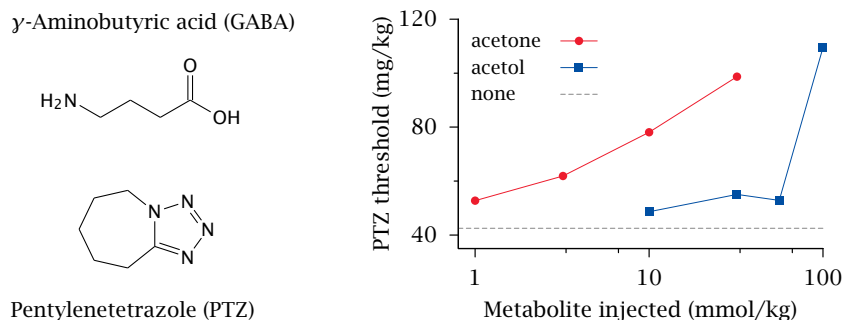 γ-Aminobutyric acid (GABA)
H₂N
O
OH
N
N
N
N
Pentylenetetrazole (PTZ)
PTZ threshold (mg/kg)
120
80
40
acetone
acetol
none
1
10
100
Metabolite injected (mmol/kg)